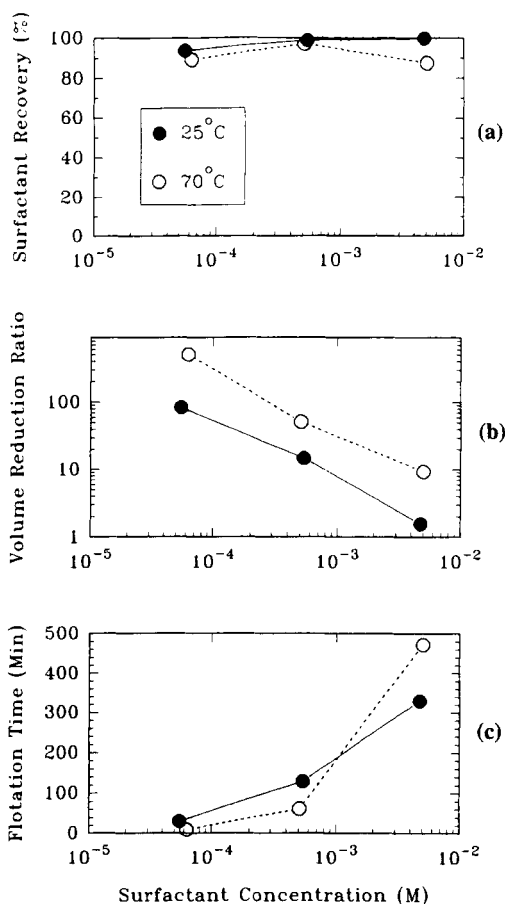 Surfactant Recovery (%)
100
80
60
40
20
0
● 25°C
○ 70°C
(a)
10⁻⁵ 10⁻⁴ 10⁻³ 10⁻²
Volume Reduction Ratio
100
10
1
(b)
10⁻⁵ 10⁻⁴ 10⁻³ 10⁻²
Flotation Time (Min)
500
400
300
200
100
0
(c)
10⁻⁵ 10⁻⁴ 10⁻³ 10⁻²
Surfactant Concentration (M)